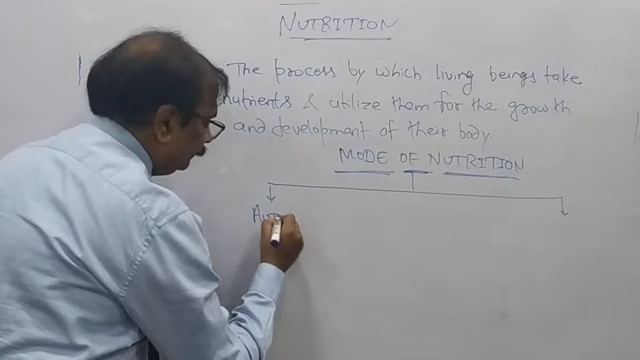 NUTRITION
The process by which living beings take
nutrients & utilize them for the growth
and development of their body.
MODE OF NUTRITION